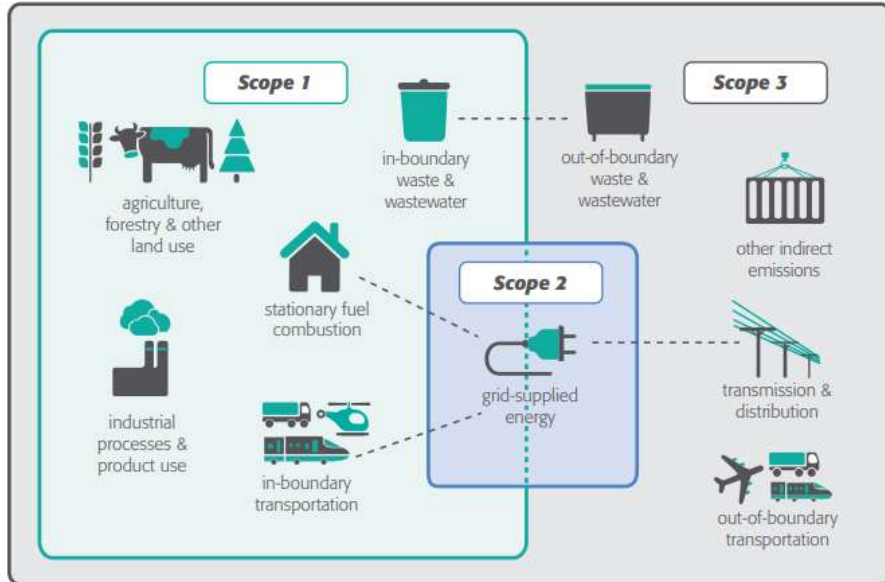 Scope 1
Scope 3
agriculture,
forestry & other
land use
in-boundary
waste &
wastewater
out-of-boundary
waste &
wastewater
other indirect
emissions
stationary fuel
combustion
Scope 2
grid-supplied
energy
transmission &
distribution
industrial
processes &
product use
in-boundary
transportation
out-of-boundary
transportation